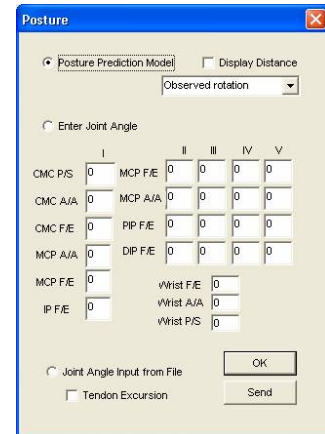 Posture
Posture Prediction Model Display Distance
Observed rotation
Enter Joint Angle
I II III IV V
CMC P/S 0 MCP F/E 0 0 0 0
CMC A/A 0 MCP A/A 0 0 0 0
CMC F/E 0 PIP F/E 0 0 0 0
MCP A/A 0 DIP F/E 0 0 0 0
MCP F/E 0 Wrist F/E 0
Wrist A/A 0
IP F/E 0 Wrist P/S 0
Joint Angle Input from File OK
Tendon Excursion Send